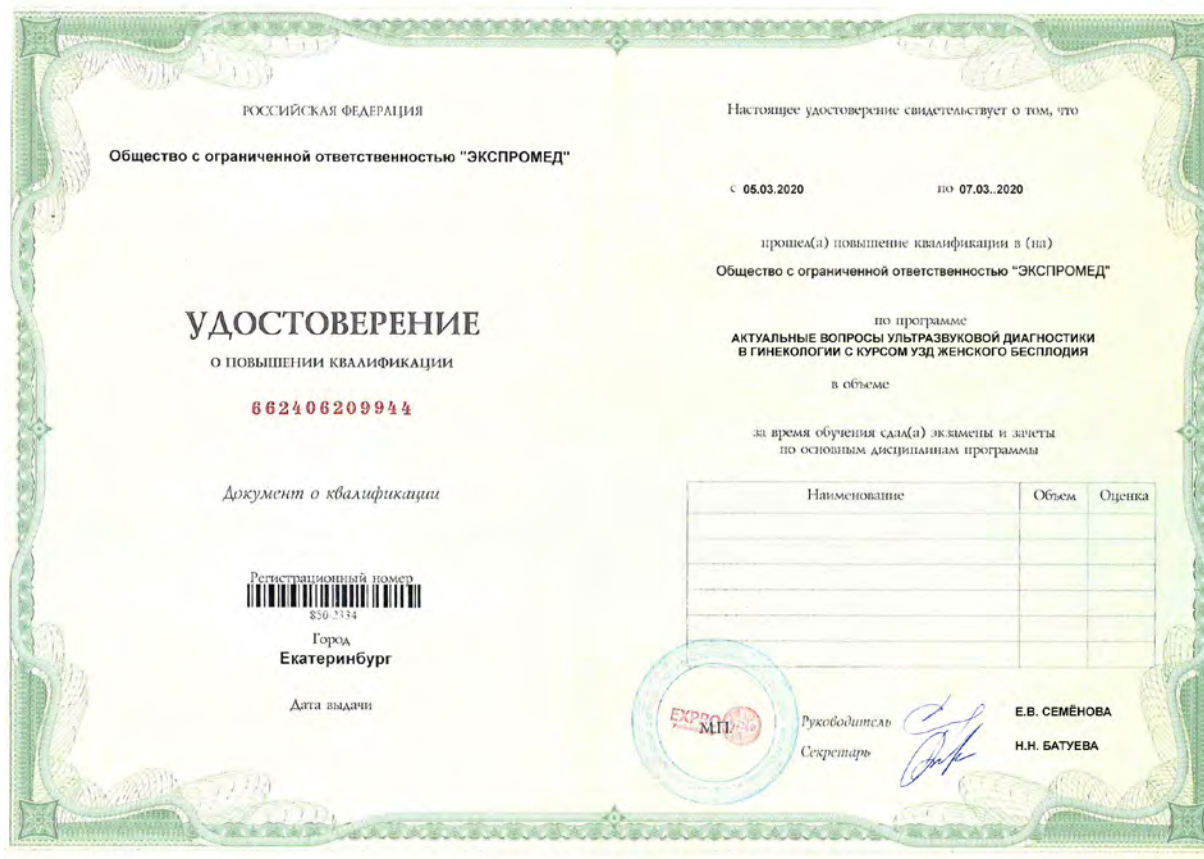 РОССИЙСКАЯ ФЕДЕРАЦИЯ
Общество с ограниченной ответственностью "ЭКСПРОМЕД"
УДОСТОВЕРЕНИЕ
О ПОВЫШЕНИИ КВАЛИФИКАЦИИ
662406209944
Документ о квалификации
Регистрационный номер
850-2334
Город
Екатеринбург
Дата выдачи
Настоящее удостоверение свидетельствует о том, что
с 05.03.2020 по 07.03..2020
прошел(а) повышение квалификации в (на)
Общество с ограниченной ответственностью "ЭКСПРОМЕД"
по программе
АКТУАЛЬНЫЕ ВОПРОСЫ УЛЬТРАЗВУКОВОЙ ДИАГНОСТИКИ
В ГИНЕКОЛОГИИ С КУРСОМ УЗД ЖЕНСКОГО БЕСПЛОДИЯ
в объеме
за время обучения сдал(а) экзамены и зачеты
по основным дисциплинам программы
Наименование Объем Оценка
М.П.
Руководитель Е.В. СЕМЁНОВА
Секретарь Н.Н. БАТУЕВА